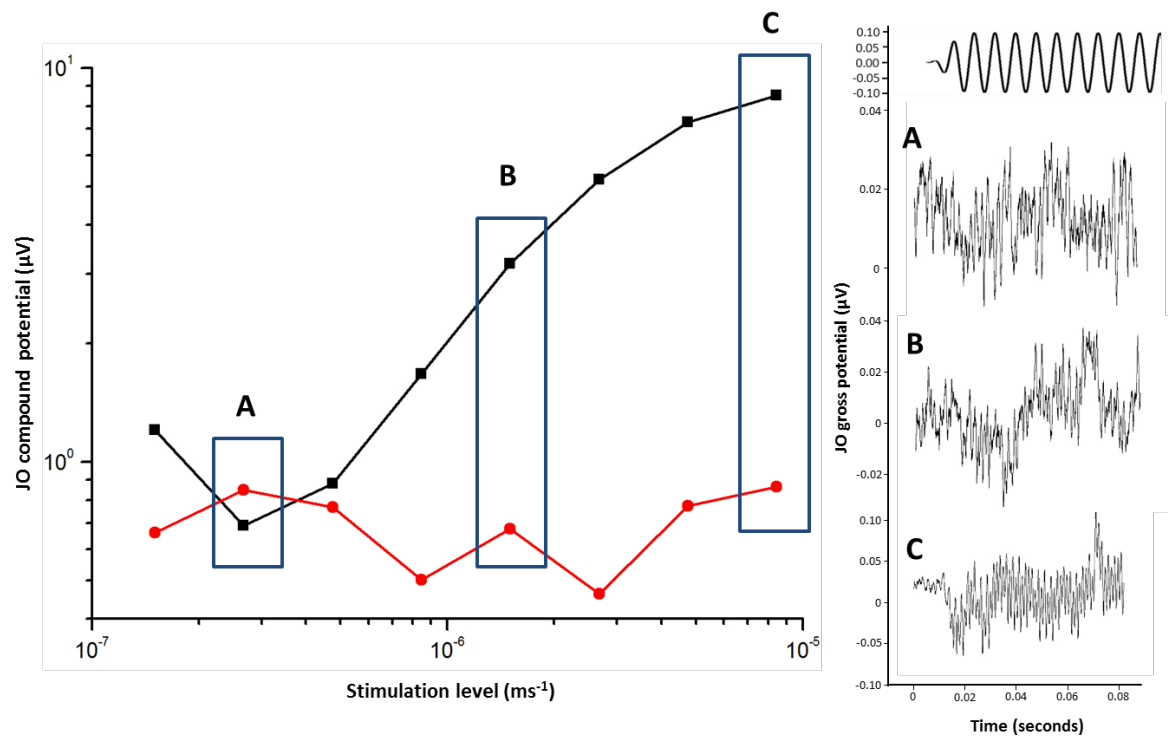 JO compound potential (µV)
10¹
10⁰
A
B
C
10⁻⁷
10⁻⁶
10⁻⁵
Stimulation level (ms⁻¹)
0.10
0.05
0.00
-0.05
-0.10
JO gross potential (µV)
0.04
A
0.02
0
0.04
B
0.02
0
-0.02
0.10
C
0.05
0
-0.05
-0.10
0
0.02
0.04
0.06
0.08
Time (seconds)